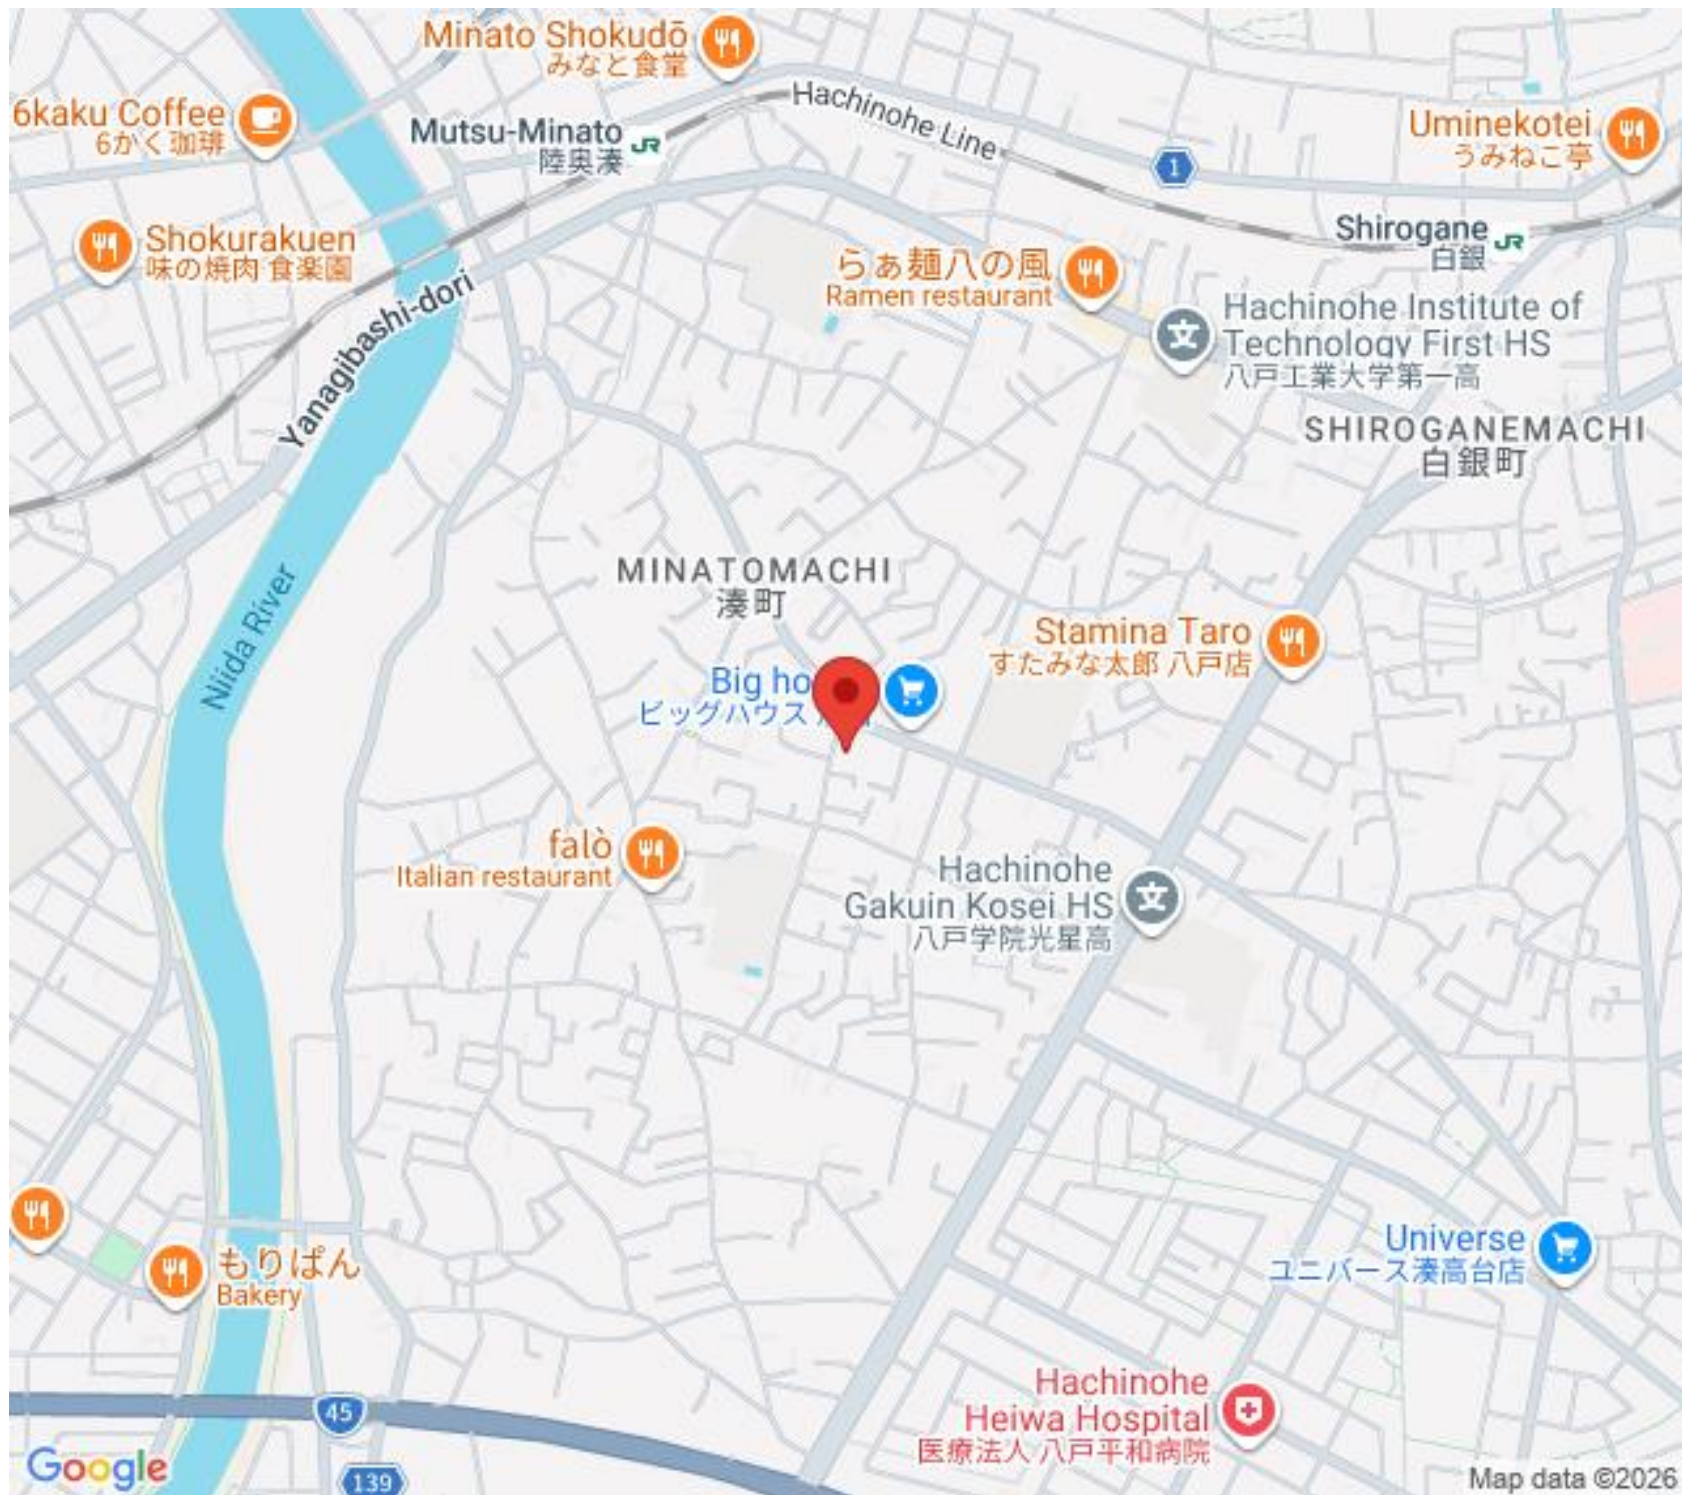 Minato Shokudō
みなと食堂
6kaku Coffee
6かく珈琲
Mutsu-Minato JR
陸奥湊
Hachinohe Line
1
Uminekotei
うみねこ亭
Shirogane JR
白銀
Shokurakuen
味の焼肉 食楽園
らぁ麺八の風
Ramen restaurant
Yanagibashi-dori
文
Hachinohe Institute of
Technology First HS
八戸工業大学第一高
SHIROGANEMACHI
白銀町
MINATOMACHI
湊町
Niida River
Stamina Taro
すたみな太郎 八戸店
Big ho
ビッグハウス
falò
Italian restaurant
Hachinohe
Gakuin Kosei HS
八戸学院光星高
文
もりぱん
Bakery
Universe
ユニバース湊高台店
Hachinohe
Heiwa Hospital
医療法人 八戸平和病院
45
139
Google
Map data ©2026